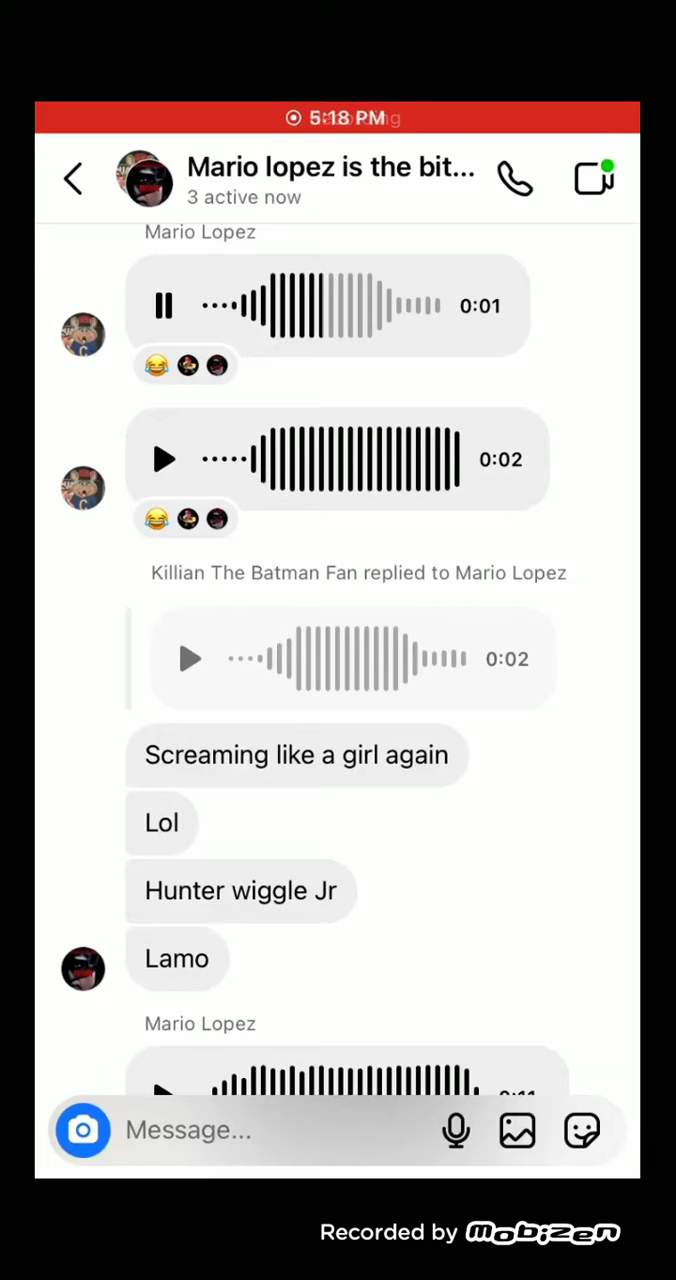 5:18 PM
Mario lopez is the bit...
3 active now
Mario Lopez
0:01
0:02
Killian The Batman Fan replied to Mario Lopez
0:02
Screaming like a girl again
Lol
Hunter wiggle Jr
Lamo
Mario Lopez
0:11
Message...
Recorded by mobizen